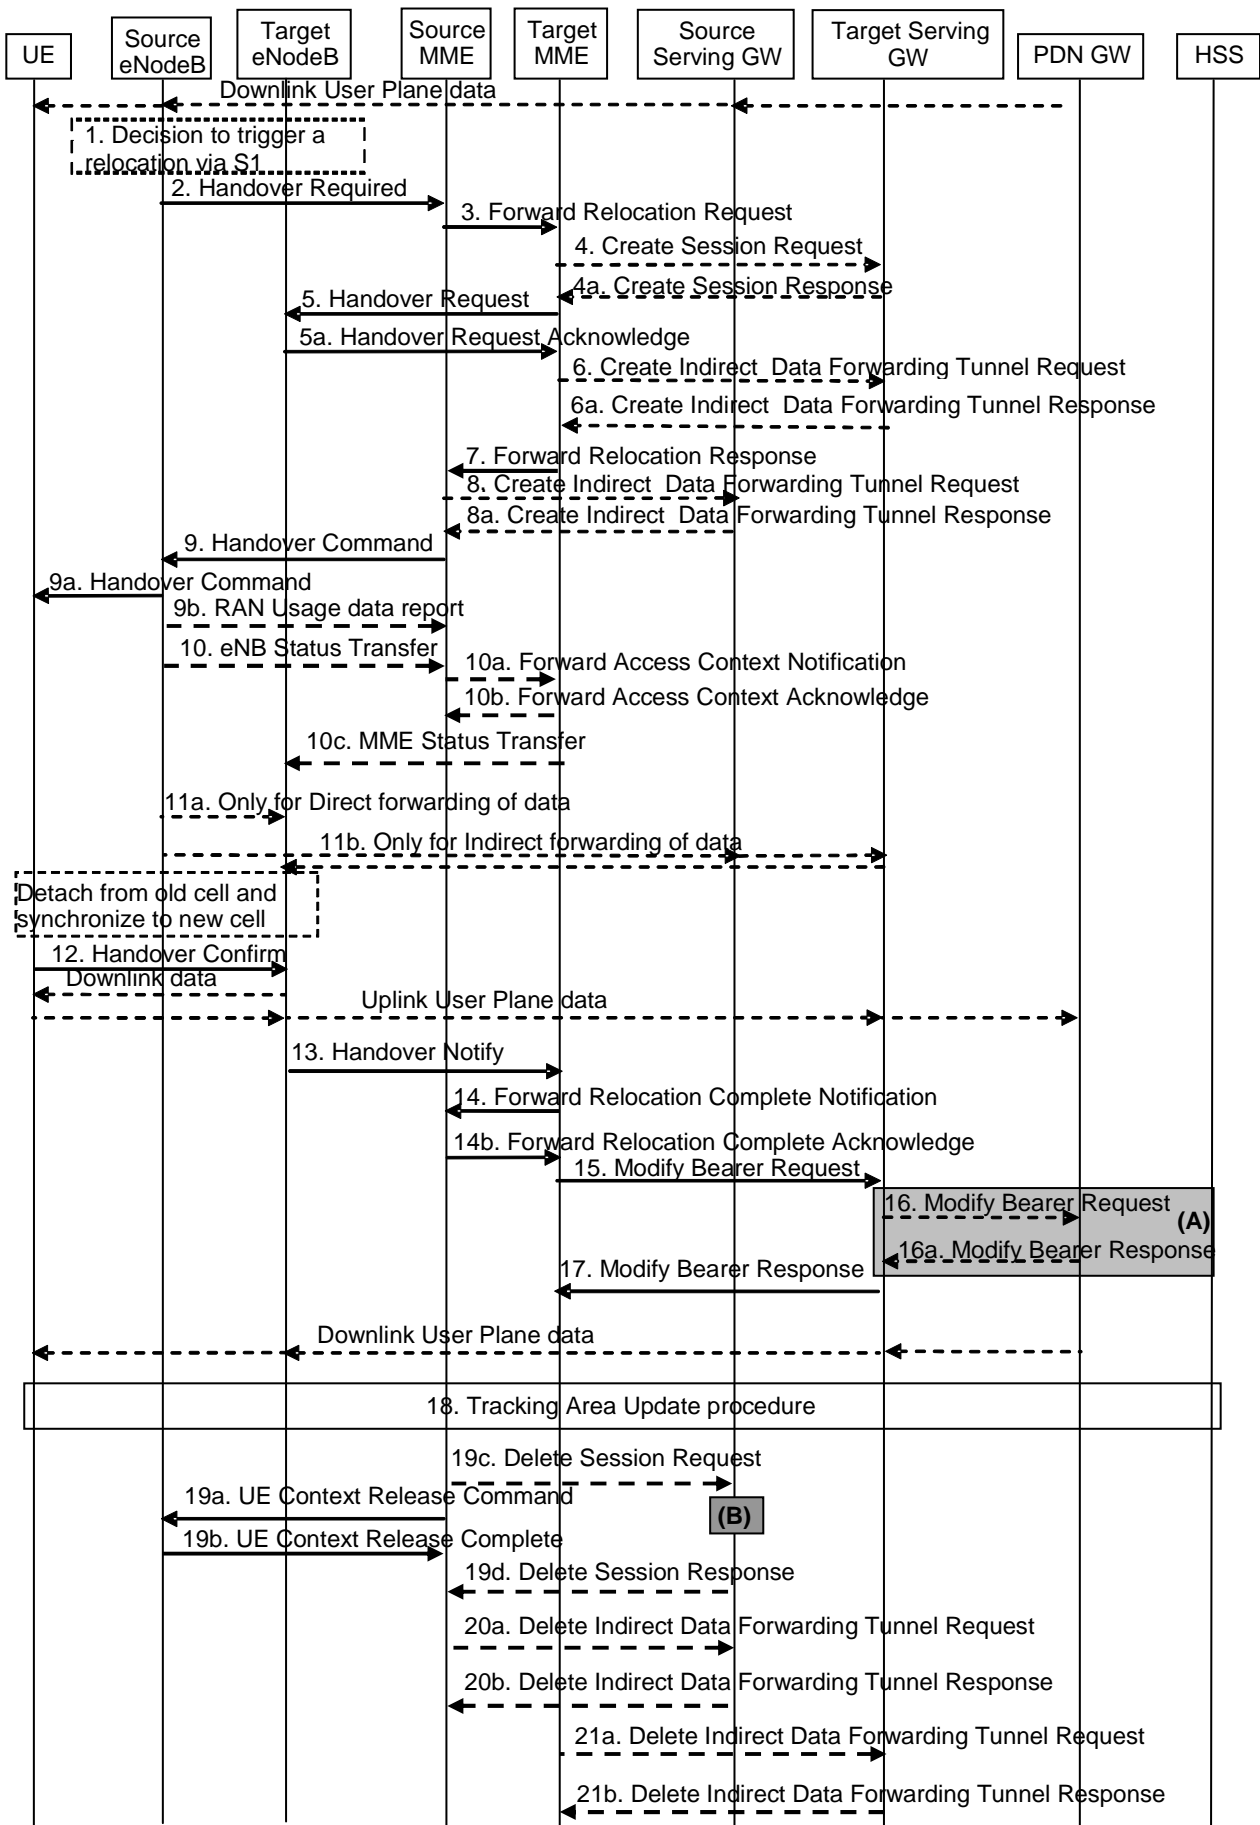 UE
Source
eNodeB
Target
eNodeB
Source
MME
Target
MME
Source
Serving GW
Target Serving
GW
PDN GW
HSS
Downlink User Plane data
1. Decision to trigger a
relocation via S1
2. Handover Required
3. Forward Relocation Request
4. Create Session Request
4a. Create Session Response
5. Handover Request
5a. Handover Request Acknowledge
6. Create Indirect Data Forwarding Tunnel Request
6a. Create Indirect Data Forwarding Tunnel Response
7. Forward Relocation Response
8. Create Indirect Data Forwarding Tunnel Request
8a. Create Indirect Data Forwarding Tunnel Response
9. Handover Command
9a. Handover Command
9b. RAN Usage data report
10. eNB Status Transfer
10a. Forward Access Context Notification
10b. Forward Access Context Acknowledge
10c. MME Status Transfer
11a. Only for Direct forwarding of data
11b. Only for Indirect forwarding of data
Detach from old cell and
synchronize to new cell
12. Handover Confirm
Downlink data
Uplink User Plane data
13. Handover Notify
14. Forward Relocation Complete Notification
14b. Forward Relocation Complete Acknowledge
15. Modify Bearer Request
16. Modify Bearer Request
(A)
16a. Modify Bearer Response
17. Modify Bearer Response
Downlink User Plane data
18. Tracking Area Update procedure
19c. Delete Session Request
19a. UE Context Release Command
(B)
19b. UE Context Release Complete
19d. Delete Session Response
20a. Delete Indirect Data Forwarding Tunnel Request
20b. Delete Indirect Data Forwarding Tunnel Response
21a. Delete Indirect Data Forwarding Tunnel Request
21b. Delete Indirect Data Forwarding Tunnel Response